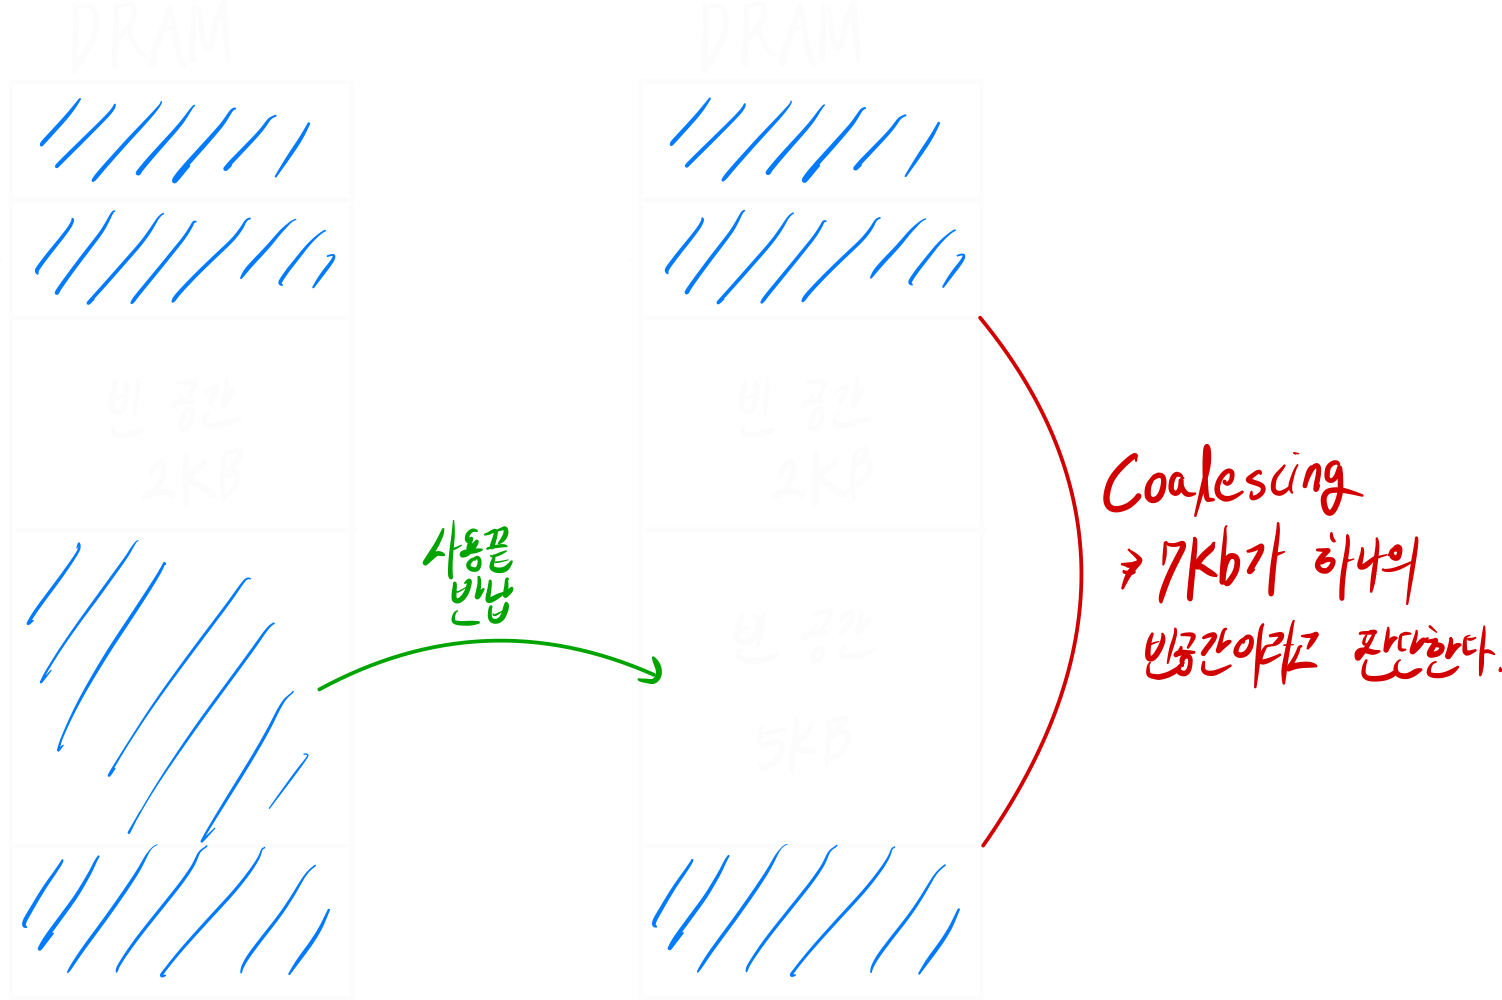 DRAM
DRAM
빈 공간
2KB
빈 공간
2KB
사용끝
반납
빈 공간
5KB
Coalescing
→ 7Kb가 하나의
빈공간이라고 판단한다.